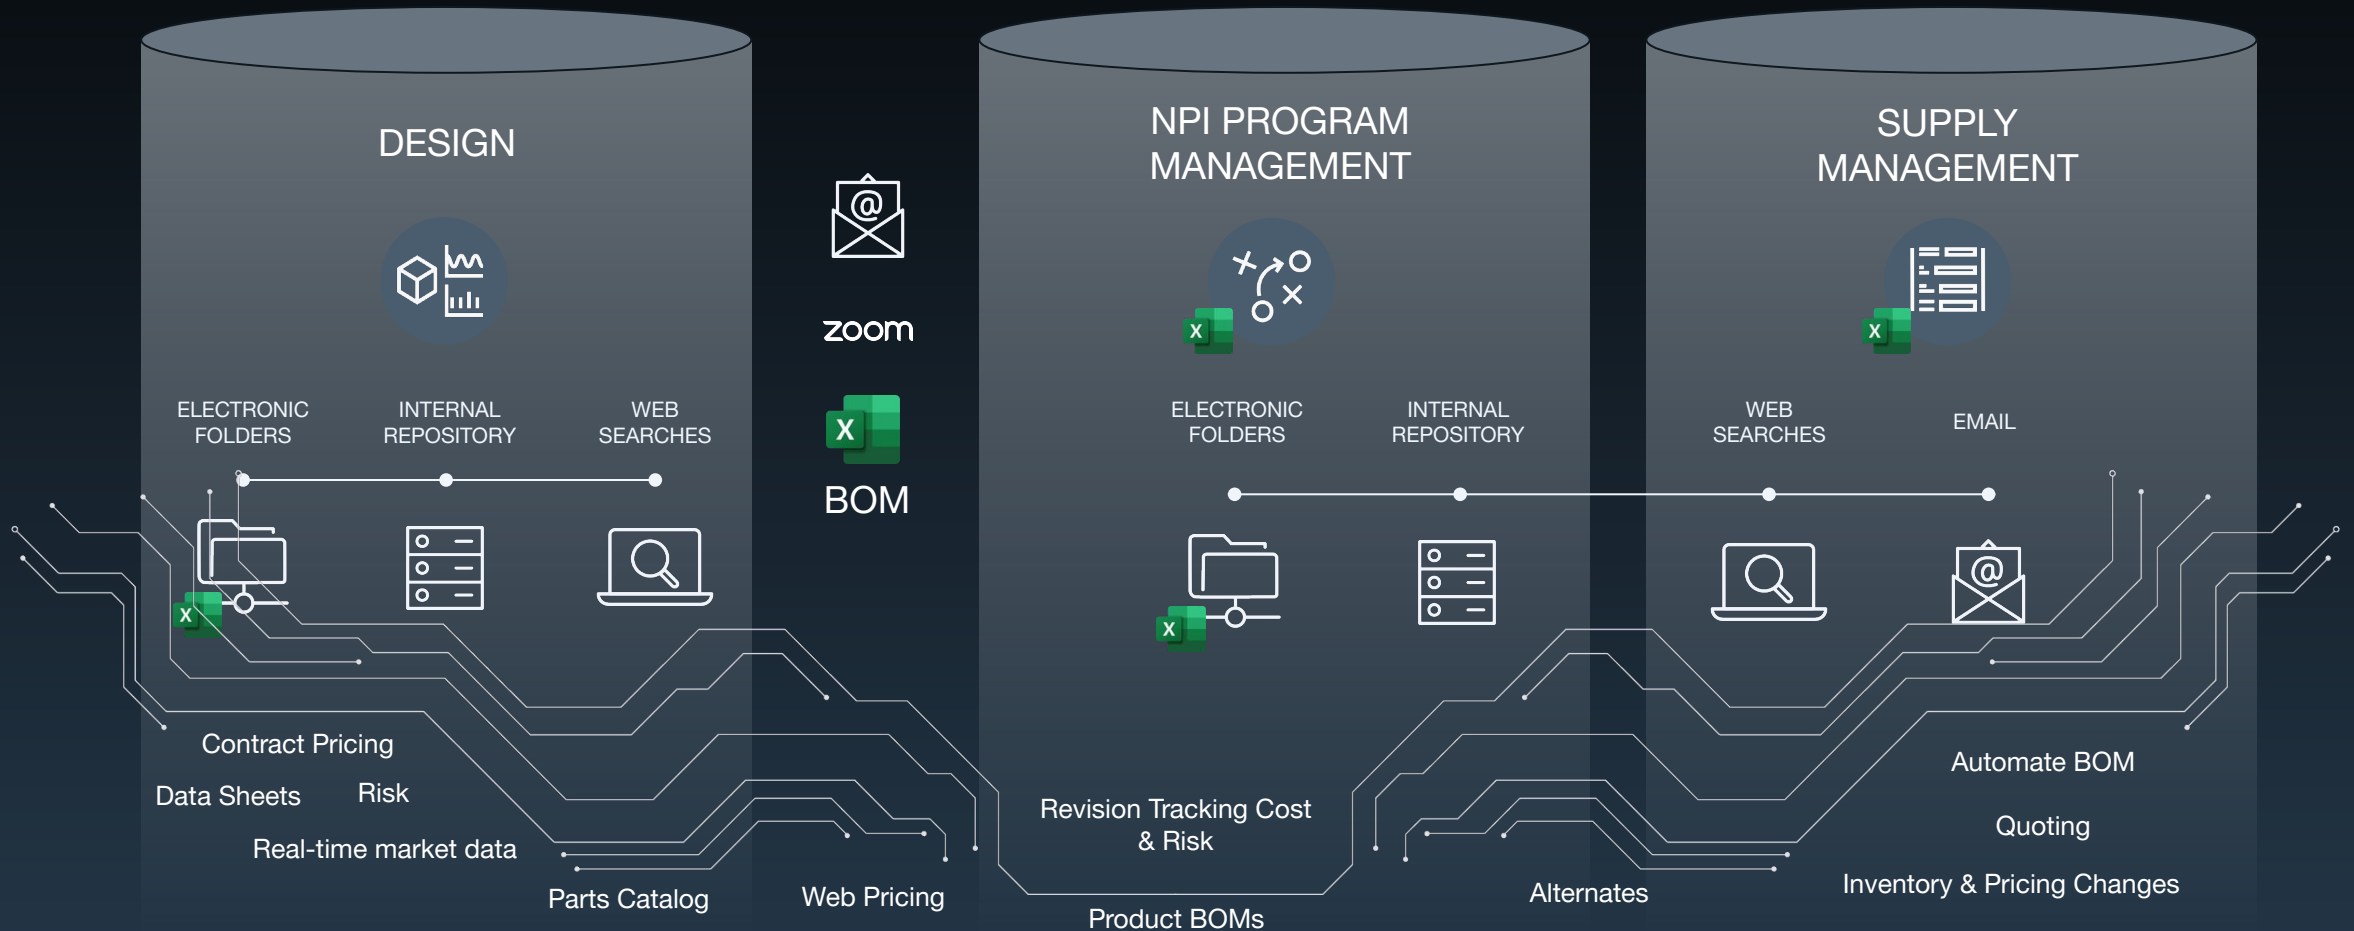 DESIGN
NPI PROGRAM
MANAGEMENT
SUPPLY
MANAGEMENT
@
zoom
X
X
X
ELECTRONIC
FOLDERS
INTERNAL
REPOSITORY
WEB
SEARCHES
X
BOM
ELECTRONIC
FOLDERS
INTERNAL
REPOSITORY
WEB
SEARCHES
EMAIL
@
X
X
Contract Pricing
Data Sheets
Risk
Real-time market data
Parts Catalog
Web Pricing
Revision Tracking Cost
& Risk
Product BOMs
Alternates
Automate BOM
Quoting
Inventory & Pricing Changes